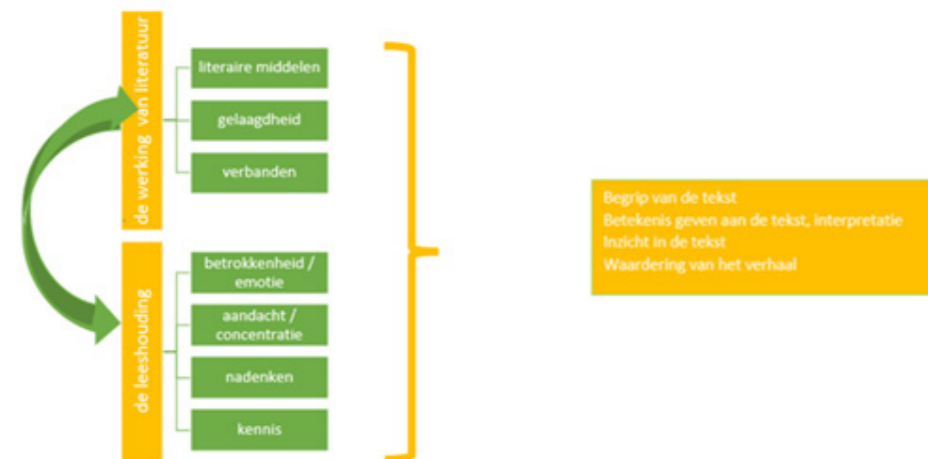 de werking van literatuur
literaire middelen
gelaagdheid
verbanden
de leeshouding
betrokkenheid /
emotie
aandacht /
concentratie
nadenken
kennis
Begrip van de tekst
Betekenis geven aan de tekst, interpretatie
Inzicht in de tekst
Waardering van het verhaal